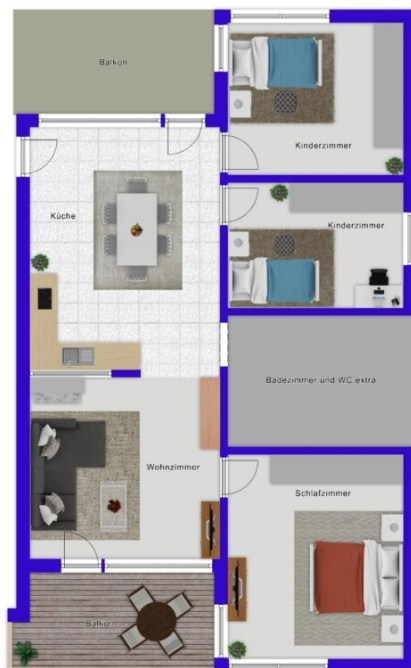 Balkon
Kinderzimmer
Küche
Kinderzimmer
Badezimmer und WC extra
Wohnzimmer
Schlafzimmer
Balkon